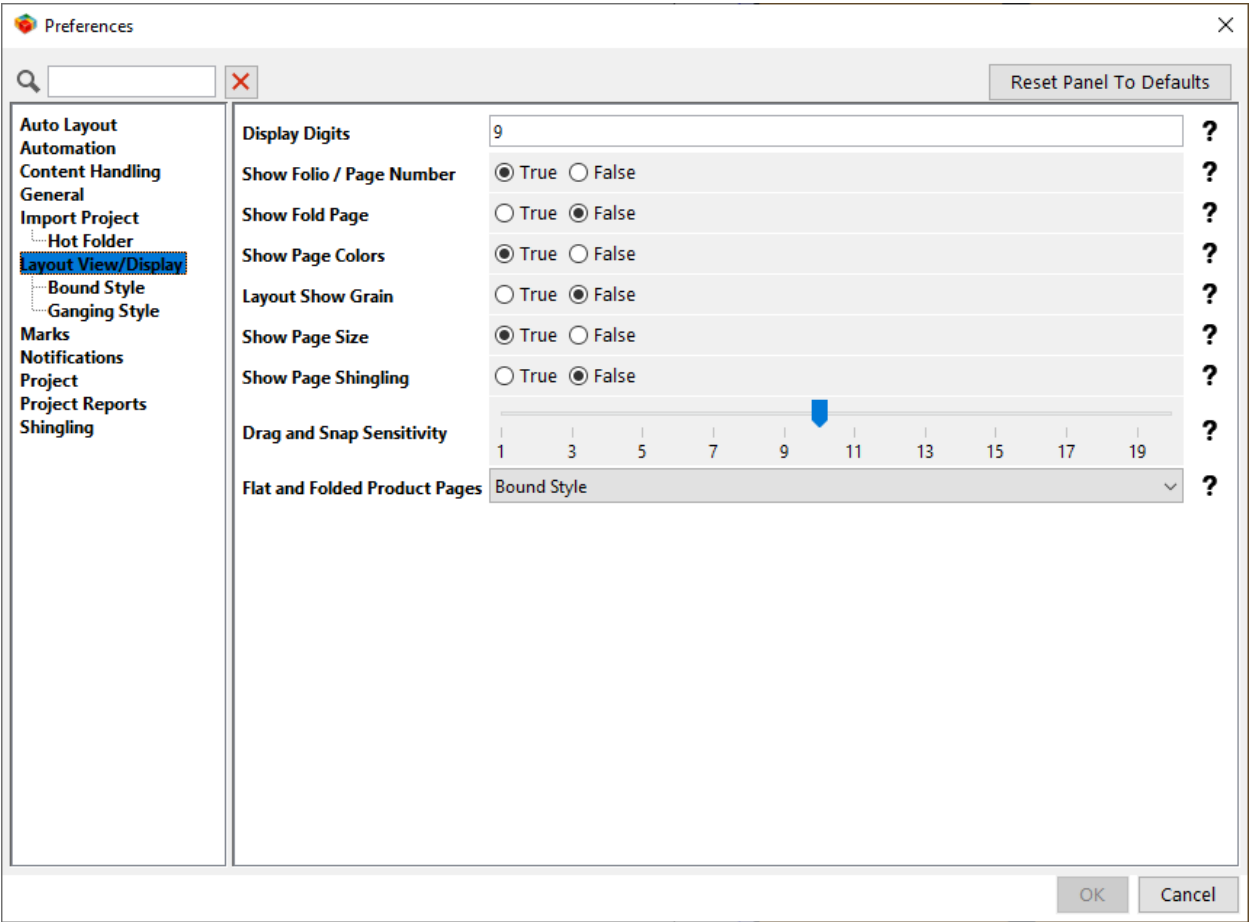 Preferences
Reset Panel To Defaults
Auto Layout
Automation
Content Handling
General
Import Project
Hot Folder
Layout View/Display
Bound Style
Ganging Style
Marks
Notifications
Project
Project Reports
Shingling
Display Digits 9 ?
Show Folio / Page Number True False ?
Show Fold Page True False ?
Show Page Colors True False ?
Layout Show Grain True False ?
Show Page Size True False ?
Show Page Shingling True False ?
Drag and Snap Sensitivity ?
1 3 5 7 9 11 13 15 17 19
Flat and Folded Product Pages Bound Style ?
OK Cancel